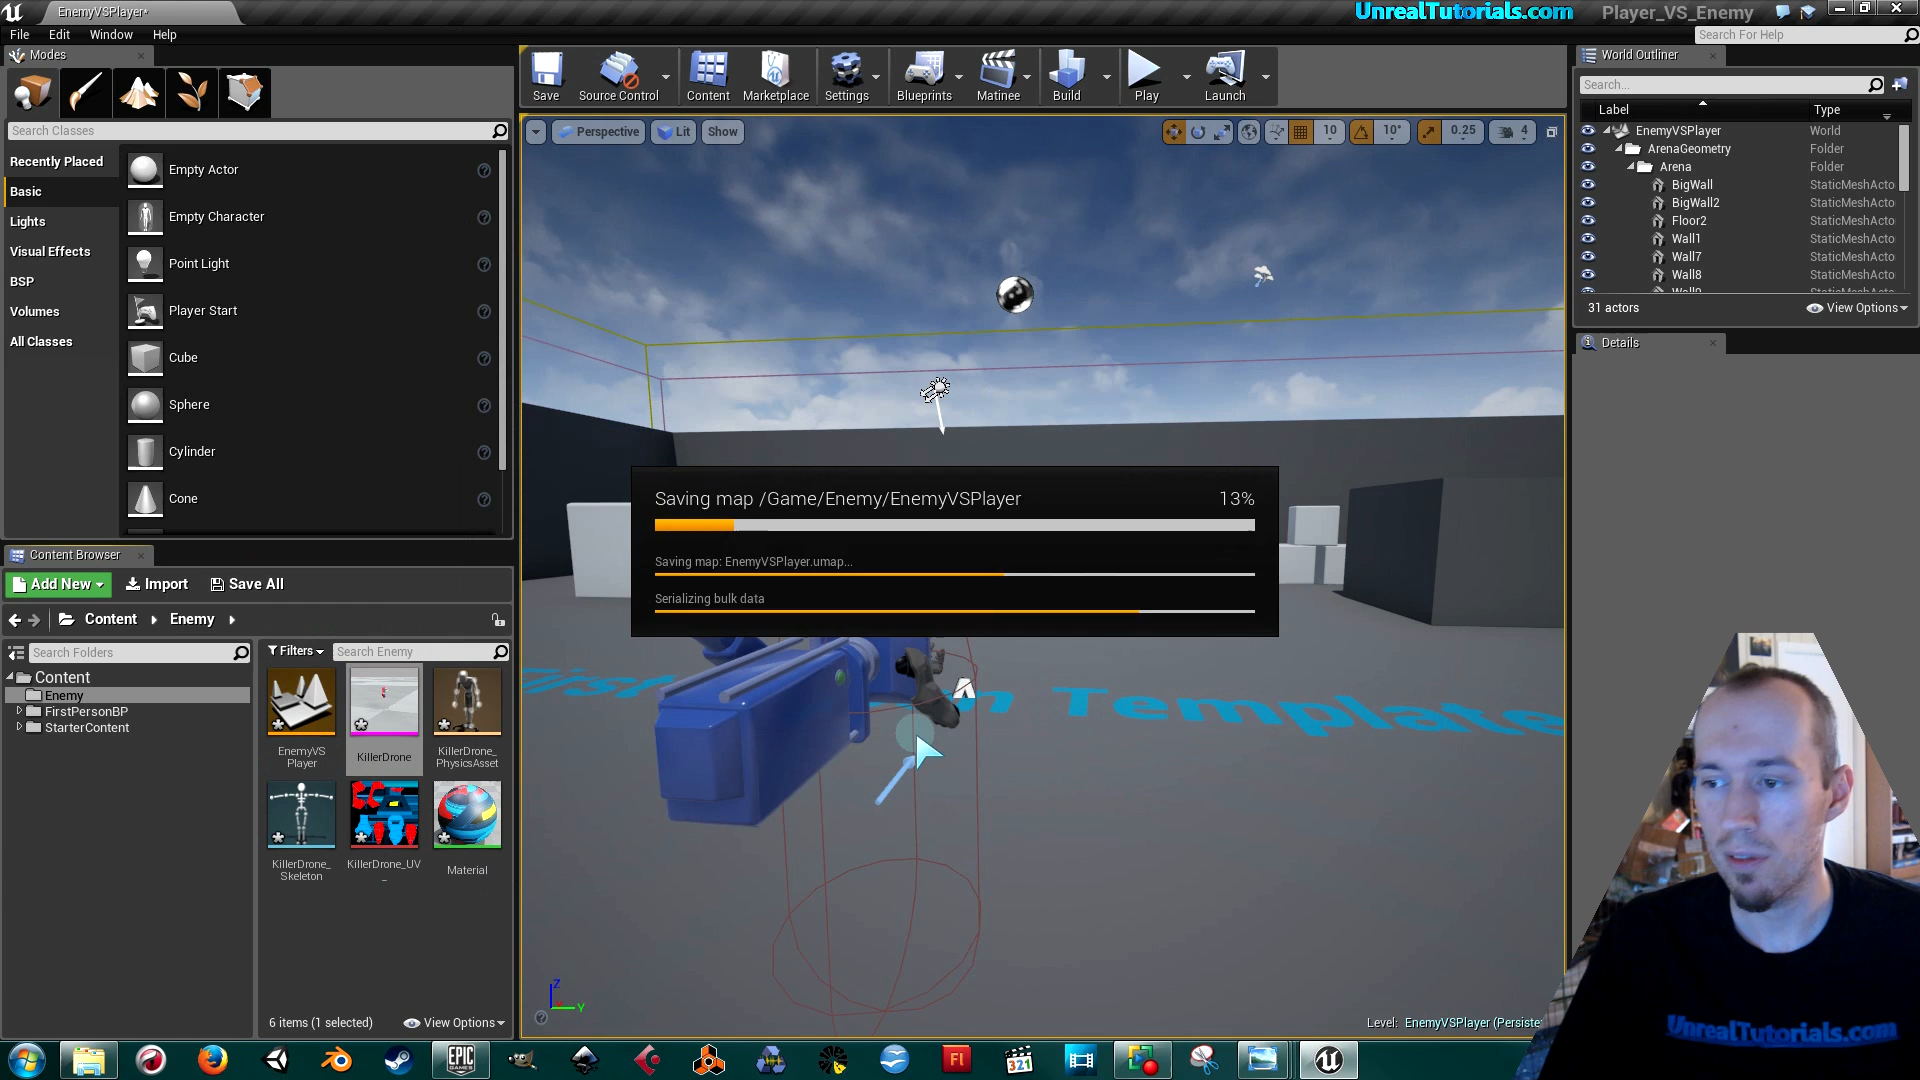 EnemyVSPlayer*
UnrealTutorials.com
Player_VS_Enemy
File
Edit
Window
Help
Search For Help
Modes
Save
Source Control
Content
Marketplace
Settings
Blueprints
Matinee
Build
Play
Launch
World Outliner
Search...
Label
Type
EnemyVSPlayer
World
ArenaGeometry
Folder
Arena
Folder
BigWall
StaticMeshActo
BigWall2
StaticMeshActo
Floor2
StaticMeshActo
Wall1
StaticMeshActo
Wall7
StaticMeshActo
Wall8
StaticMeshActo
31 actors
View Options
Details
Search Classes
Recently Placed
Basic
Lights
Visual Effects
BSP
Volumes
All Classes
Empty Actor
Empty Character
Point Light
Player Start
Cube
Sphere
Cylinder
Cone
Perspective
Lit
Show
10
10°
0.25
4
Saving map /Game/Enemy/EnemyVSPlayer
13%
Saving map: EnemyVSPlayer.umap...
Serializing bulk data
Template
Content Browser
Add New
Import
Save All
Content
Enemy
Search Folders
Filters
Search Enemy
Content
Enemy
FirstPersonBP
StarterContent
EnemyVS
Player
KillerDrone
KillerDrone_
PhysicsAsset
KillerDrone_
Skeleton
KillerDrone_UV
_
Material
6 items (1 selected)
View Options
Z
Y
Level: EnemyVSPlayer (Persiste
UnrealTutorials.com
EPIC
GAMES
Fl
321